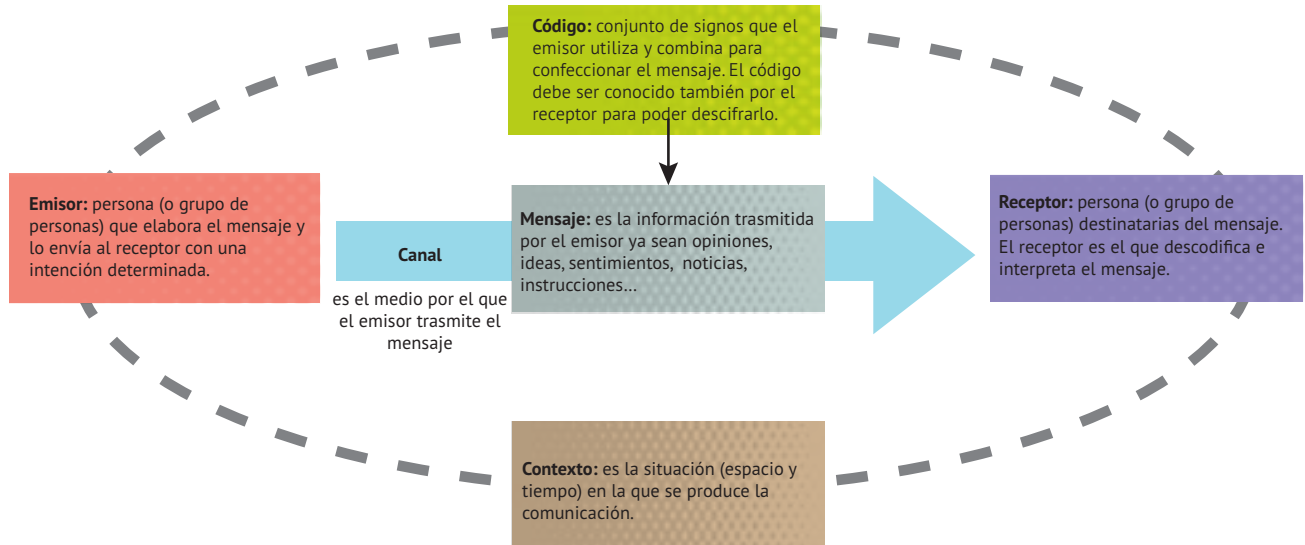 Código: conjunto de signos que el
emisor utiliza y combina para
confeccionar el mensaje. El código
debe ser conocido también por el
receptor para poder descifrarlo.
Emisor: persona (o grupo de
personas) que elabora el mensaje y
lo envía al receptor con una
intención determinada.
Canal
es el medio por el que
el emisor trasmite el
mensaje
Mensaje: es la información trasmitida
por el emisor ya sean opiniones,
ideas, sentimientos, noticias,
instrucciones...
Receptor: persona (o grupo de
personas) destinatarias del mensaje.
El receptor es el que descodifica e
interpreta el mensaje.
Contexto: es la situación (espacio y
tiempo) en la que se produce la
comunicación.